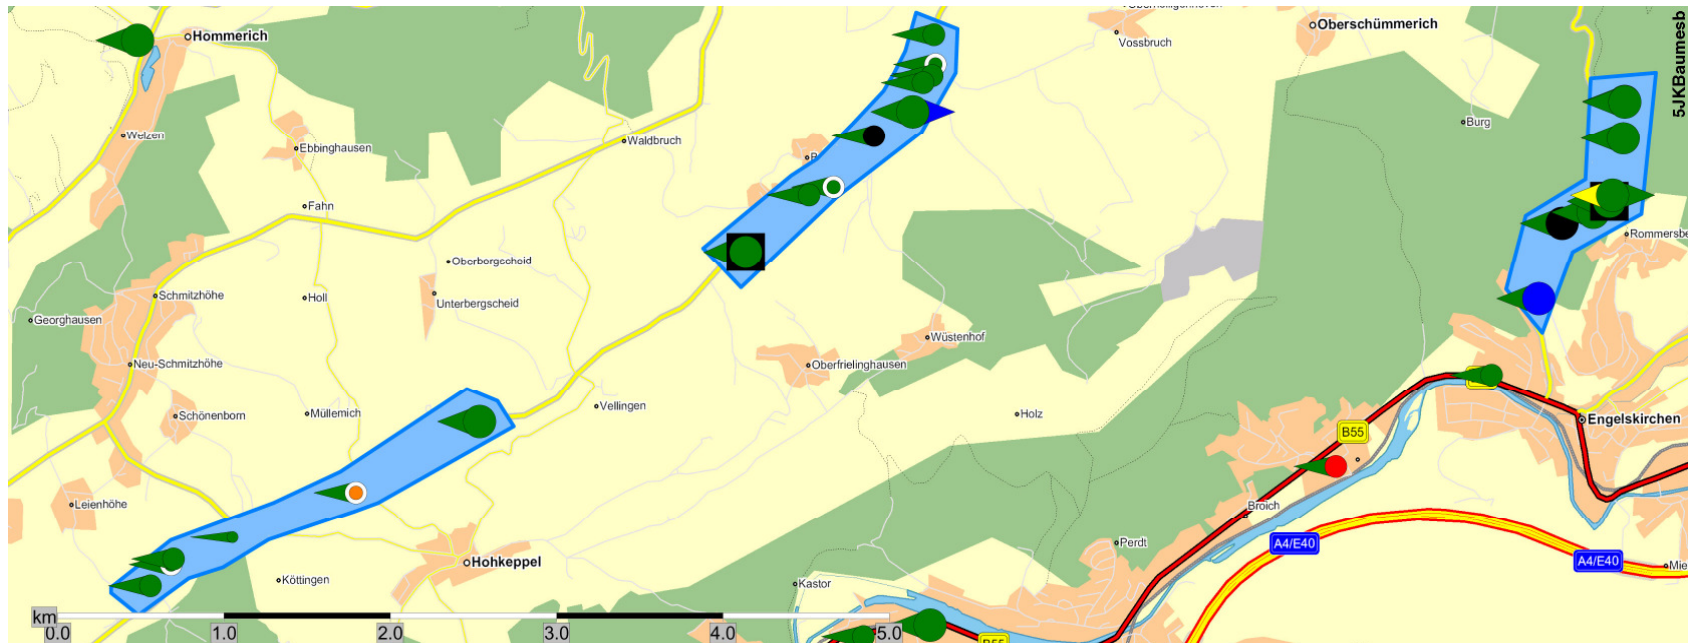 Oberschümmerich
Hommerich
Vossbruch
5JKBaumesb
Burg
Welzen
Waldbruch
Ebbinghausen
Fahn
Oberborgscheid
Schmitzhöhe
Holl
Unterbergscheid
Georghausen
Wüstenhof
Neu-Schmitzhöhe
Oberfrielinghausen
Vellingen
Schönenborn
Müllemich
Holz
Engelskirchen
B55
Leienhöhe
Broich
Perdt
A4/E40
A4/E40
Hohkeppel
Köttingen
Kastor
km
0.0 1.0 2.0 3.0 4.0 5.0
B55